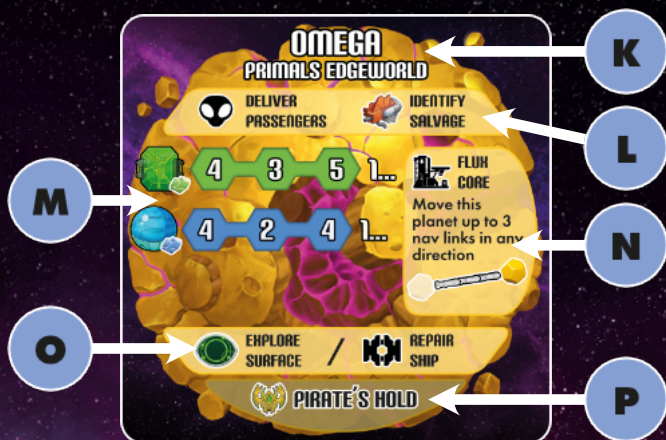 OMEGA
PRIMALS EDGEWORLD
K
DELIVER
PASSENGERS
IDENTIFY
SALVAGE
L
M
4 3 5 1...
4 2 4 1...
FLUX
CORE
Move this
planet up to 3
nav links in any
direction
N
O
EXPLORE
SURFACE
/
REPAIR
SHIP
PIRATE'S HOLD
P